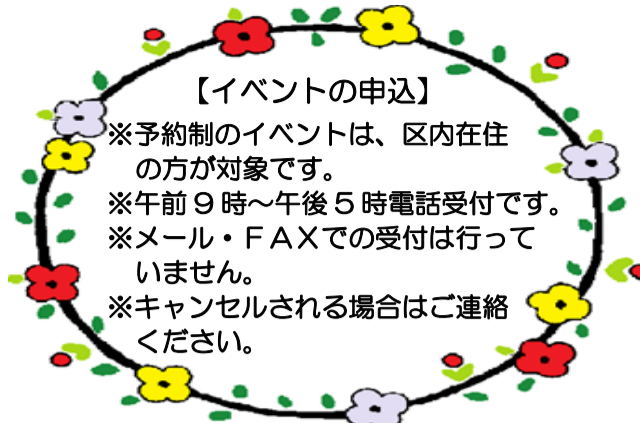 【イベントの申込】
※予約制のイベントは、区内在住
の方が対象です。
※午前９時～午後５時電話受付です。
※メール・ＦＡＸでの受付は行って
いません。
※キャンセルされる場合はご連絡
ください。